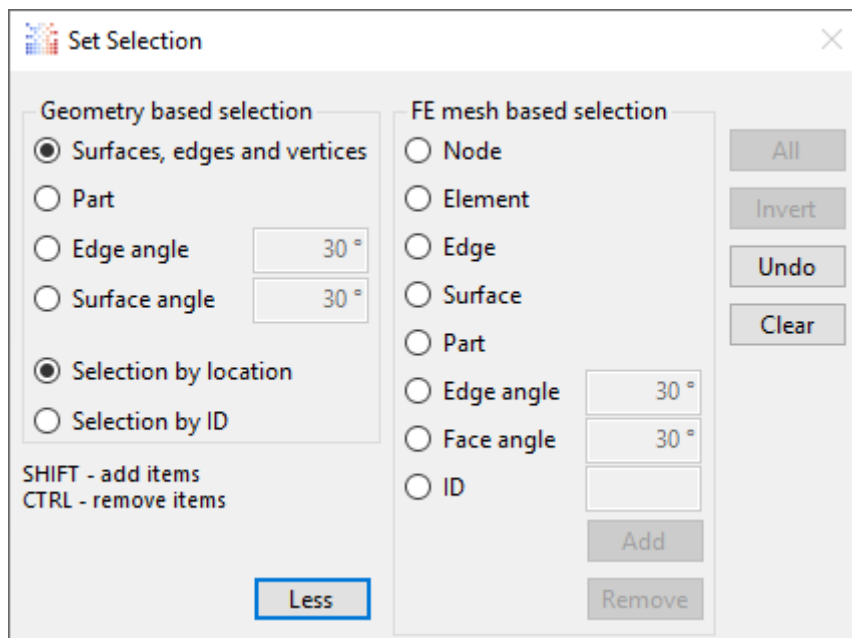 Set Selection
Geometry based selection
Surfaces, edges and vertices
Part
Edge angle 30 °
Surface angle 30 °
Selection by location
Selection by ID
SHIFT - add items
CTRL - remove items
Less
FE mesh based selection
Node
Element
Edge
Surface
Part
Edge angle 30 °
Face angle 30 °
ID
Add
Remove
All
Invert
Undo
Clear